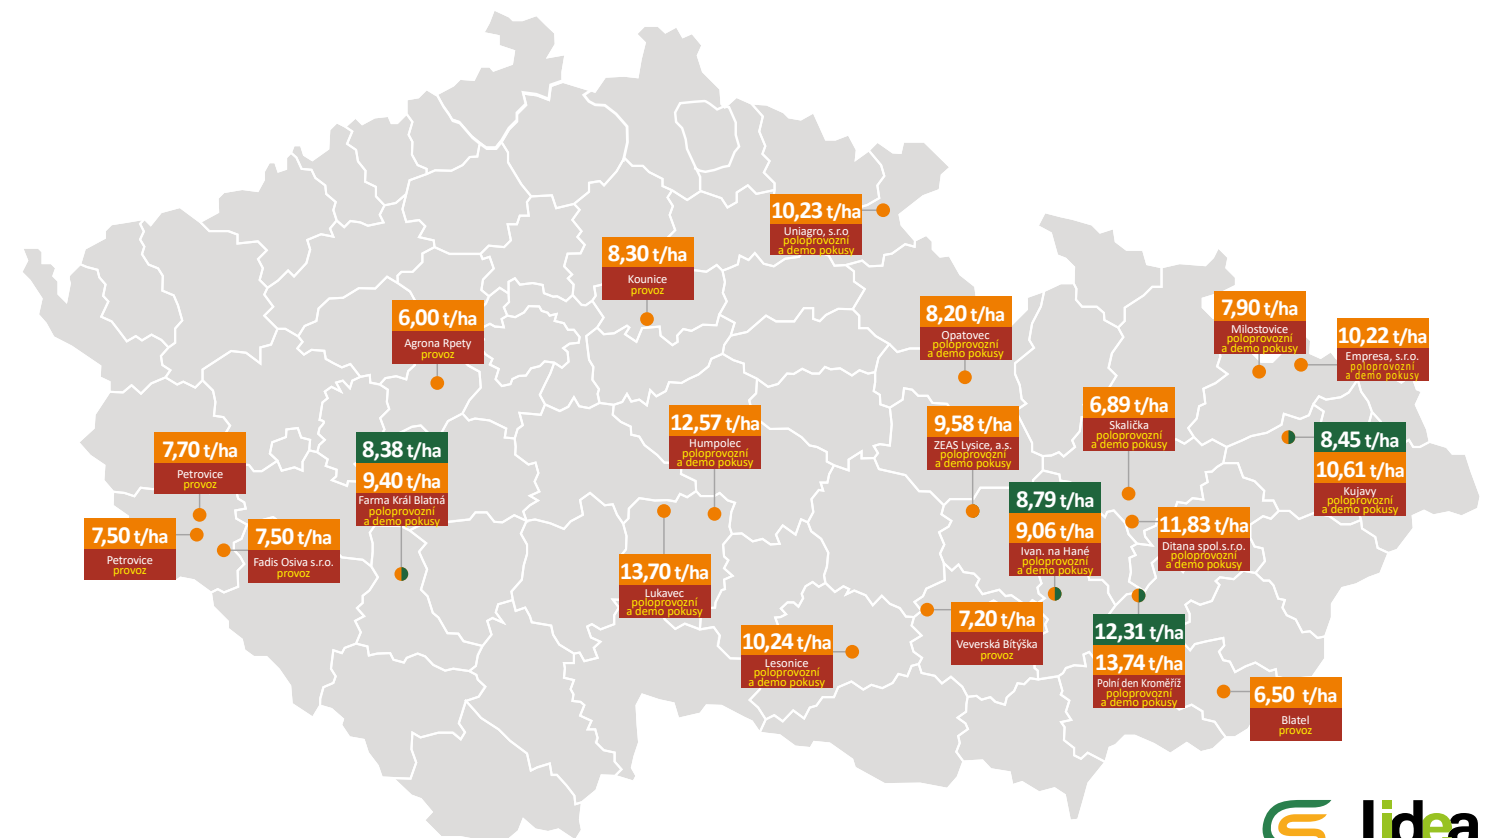 10,23 t/ha
Uniagro, s.r.o
poloprovozní
a demo pokusy
8,30 t/ha
Kounice
provoz
6,00 t/ha
Agrona Rpety
provoz
8,20 t/ha
Opatovec
poloprovozní
a demo pokusy
7,90 t/ha
Milostovice
poloprovozní
a demo pokusy
10,22 t/ha
Empresa, s.r.o.
poloprovozní
a demo pokusy
6,89 t/ha
Skalička
poloprovozní
a demo pokusy
12,57 t/ha
Humpolec
poloprovozní
a demo pokusy
9,58 t/ha
ZEAS Lysice, a.s.
poloprovozní
a demo pokusy
8,45 t/ha
10,61 t/ha
Kujavy
poloprovozní
a demo pokusy
7,70 t/ha
Petrovice
provoz
8,38 t/ha
9,40 t/ha
Farma Král Blatná
poloprovozní
a demo pokusy
8,79 t/ha
9,06 t/ha
Ivan. na Hané
poloprovozní
a demo pokusy
11,83 t/ha
Ditana spol.s.r.o.
poloprovozní
a demo pokusy
7,50 t/ha
Petrovice
provoz
7,50 t/ha
Fadis Osiva s.r.o.
provoz
13,70 t/ha
Lukavec
poloprovozní
a demo pokusy
7,20 t/ha
Veverská Bítýška
provoz
10,24 t/ha
Lesonice
poloprovozní
a demo pokusy
12,31 t/ha
13,74 t/ha
Polní den Kroměříž
poloprovozní
a demo pokusy
6,50 t/ha
Blatel
provoz
lidea